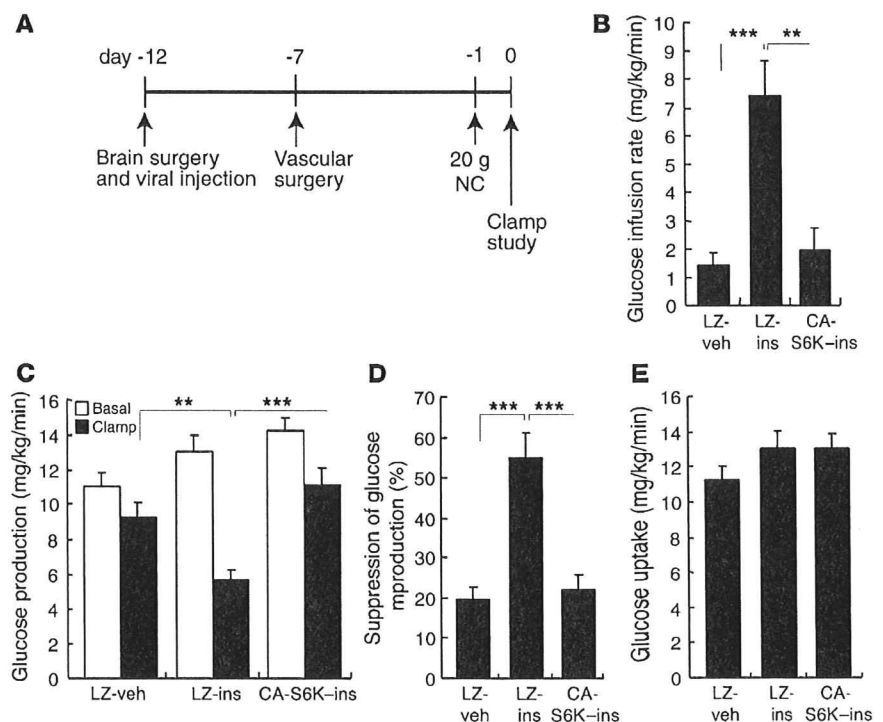 A
day -12 -7 -1 0
Brain surgery
and viral injection
Vascular
surgery
20 g
NC
Clamp
study
B
Glucose infusion rate (mg/kg/min)
10
9
8
7
6
5
4
3
2
1
0
*** **
LZ-
veh
LZ-
ins
CA-
S6K–ins
C
Glucose production (mg/kg/min)
16
14
12
10
8
6
4
2
0
Basal
Clamp
** ***
LZ-veh LZ-ins CA-S6K–ins
D
Suppression of glucose
mproduction (%)
70
60
50
40
30
20
10
0
*** ***
LZ-
veh
LZ-
ins
CA-
S6K–ins
E
Glucose uptake (mg/kg/min)
16
14
12
10
8
6
4
2
0
LZ-
veh
LZ-
ins
CA-
S6K–ins